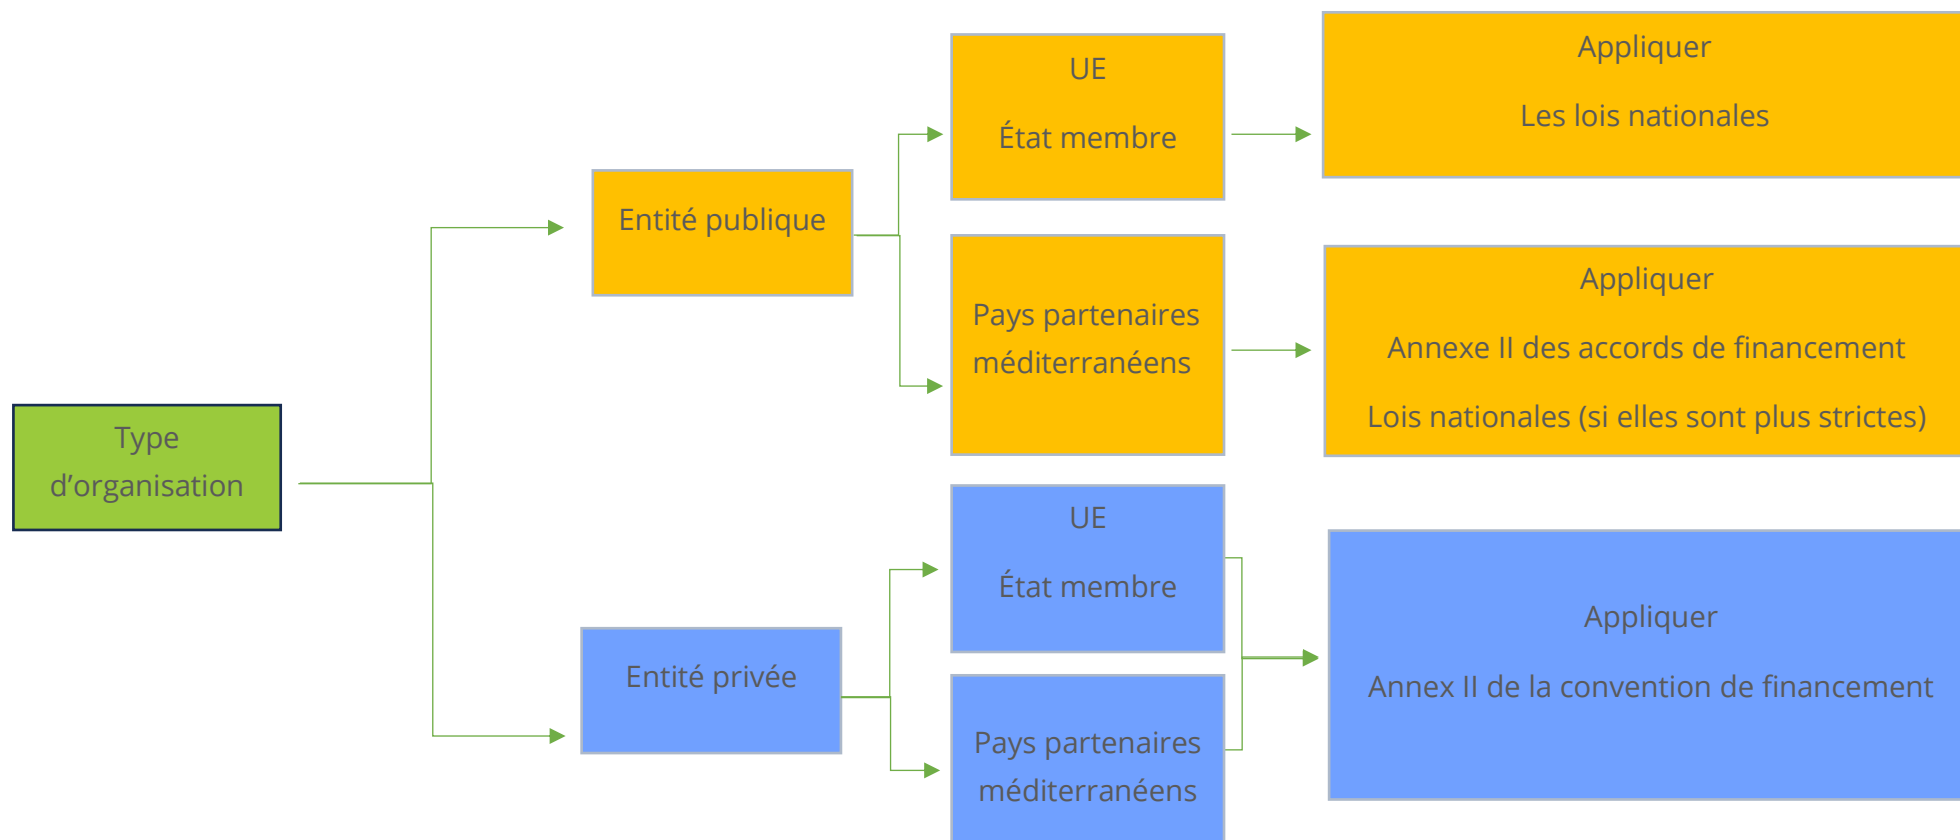 Type
d’organisation
Entité publique
UE
État membre
Appliquer
Les lois nationales
Pays partenaires
méditerranéens
Appliquer
Annexe II des accords de financement
Lois nationales (si elles sont plus strictes)
Entité privée
UE
État membre
Pays partenaires
méditerranéens
Appliquer
Annex II de la convention de financement